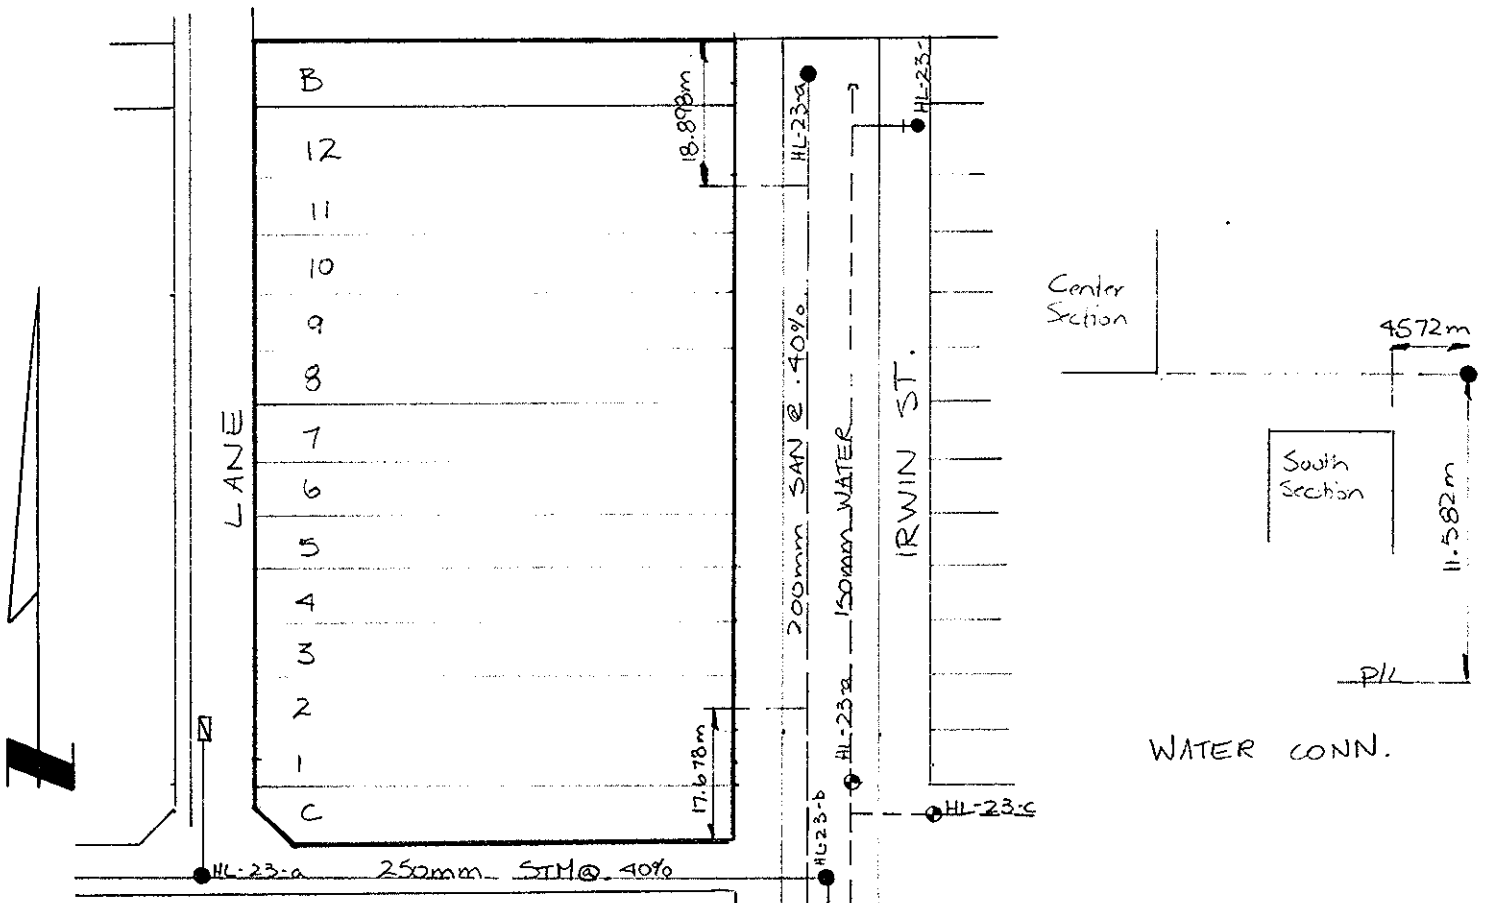 B
12
11
10
9
8
7
6
5
4
3
2
1
C
LANE
18.898m
17.678m
HL-23-a
200mm SAN @ .40%
150mm WATER
HL-23-a
HL-23-
IRWIN ST.
HL-23-b
HL-23-c
HL-23-a
250mm STM @ .40%
Center
Section
4572m
South
Section
11.582m
P/L
WATER CONN.